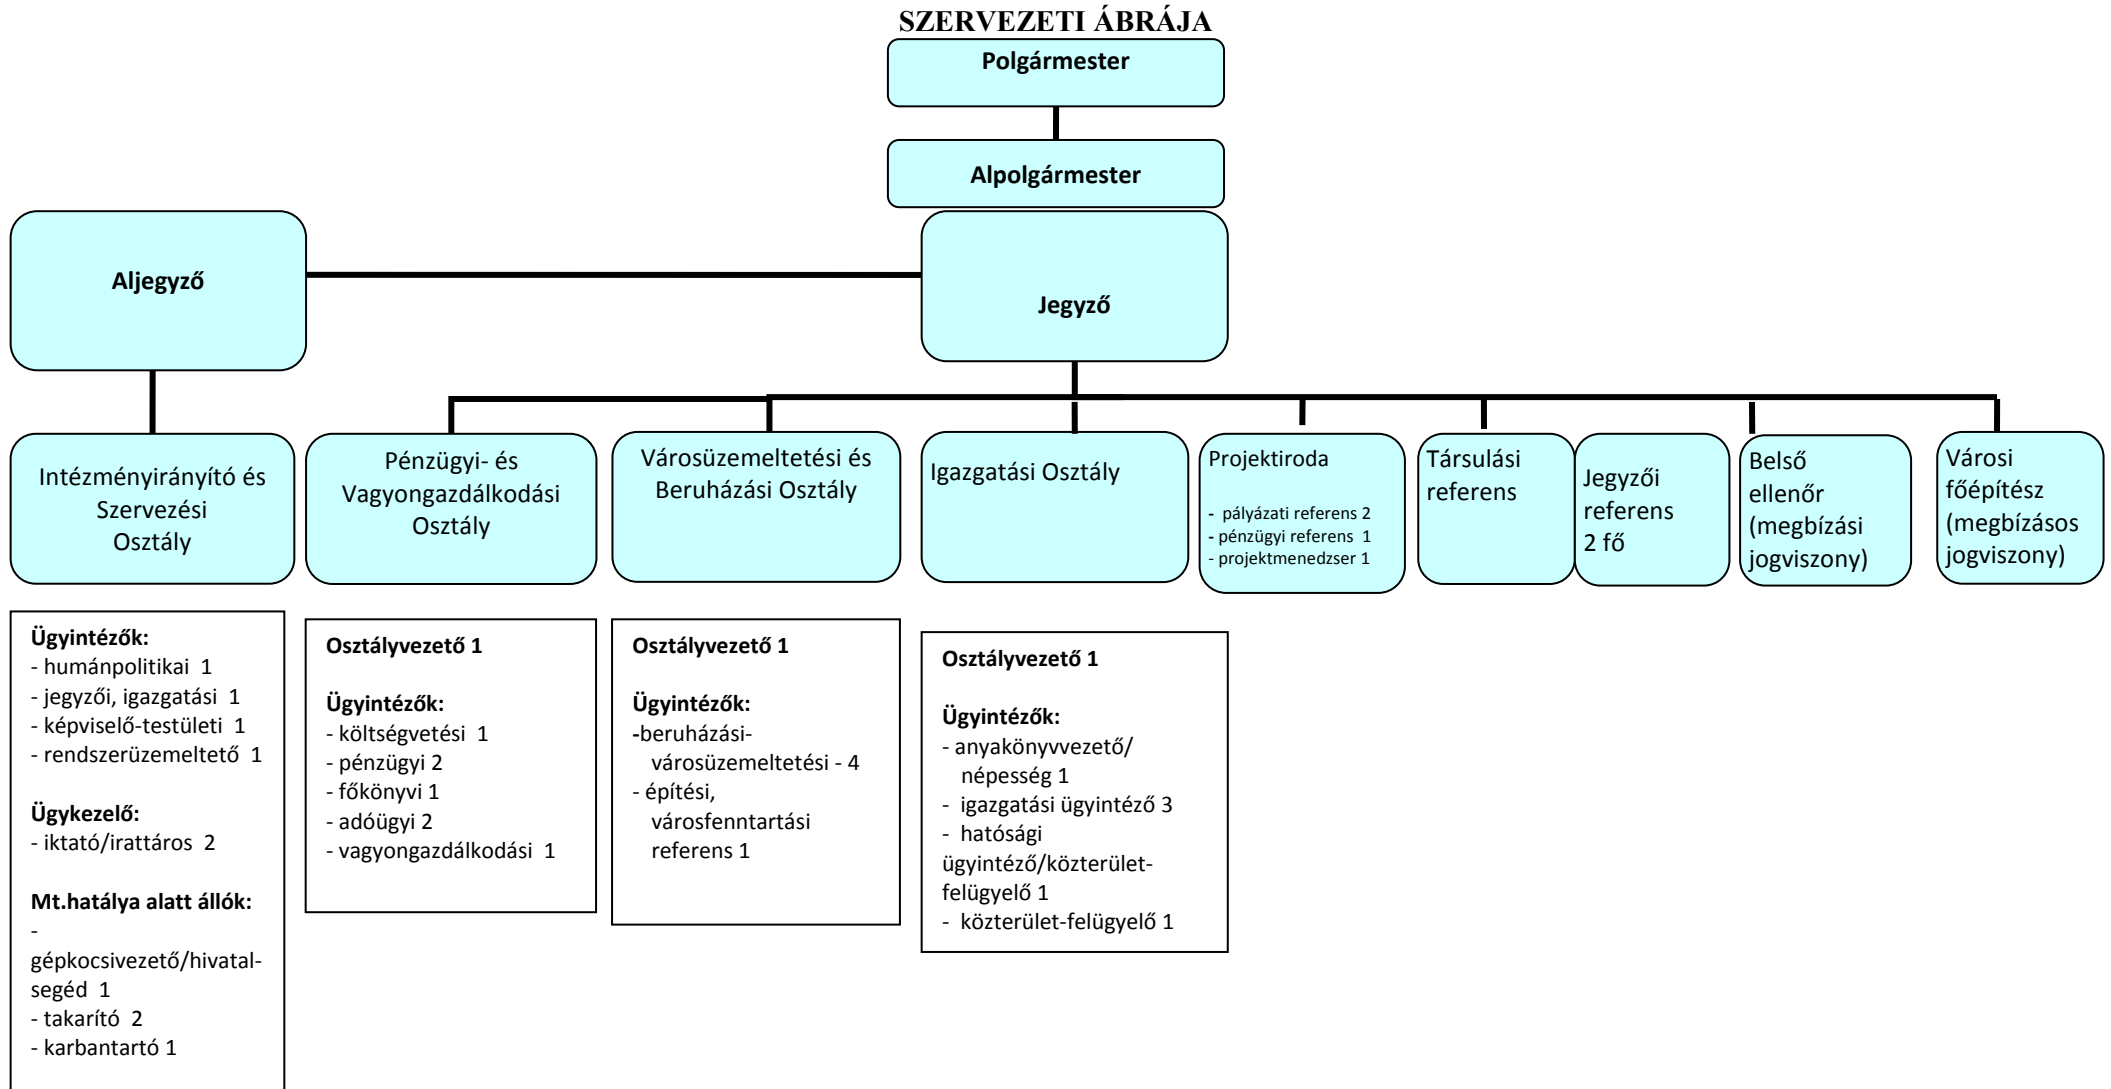 SZERVEZETI ÁBRÁJA
Polgármester
Alpolgármester
Aljegyző
Jegyző
Intézményirányító és
Szervezési
Osztály
Pénzügyi- és
Vagyongazdálkodási
Osztály
Városüzemeltetési és
Beruházási Osztály
Igazgatási Osztály
Projektiroda
- pályázati referens 2
- pénzügyi referens 1
- projektmenedzser 1
Társulási
referens
Jegyzői
referens
2 fő
Belső
ellenőr
(megbízási
jogviszony)
Városi
főépítész
(megbízásos
jogviszony)
Ügyintézők:
- humánpolitikai 1
- jegyzői, igazgatási 1
- képviselő-testületi 1
- rendszerüzemeltető 1
Ügykezelő:
- iktató/irattáros 2
Mt.hatálya alatt állók:
-
gépkocsivezető/hivatal-
segéd 1
- takarító 2
- karbantartó 1
Osztályvezető 1
Ügyintézők:
- költségvetési 1
- pénzügyi 2
- főkönyvi 1
- adóügyi 2
- vagyongazdálkodási 1
Osztályvezető 1
Ügyintézők:
-beruházási-
városüzemeltetési - 4
- építési,
városfenntartási
referens 1
Osztályvezető 1
Ügyintézők:
- anyakönyvvezető/
népesség 1
- igazgatási ügyintéző 3
- hatósági
ügyintéző/közterület-
felügyelő 1
- közterület-felügyelő 1